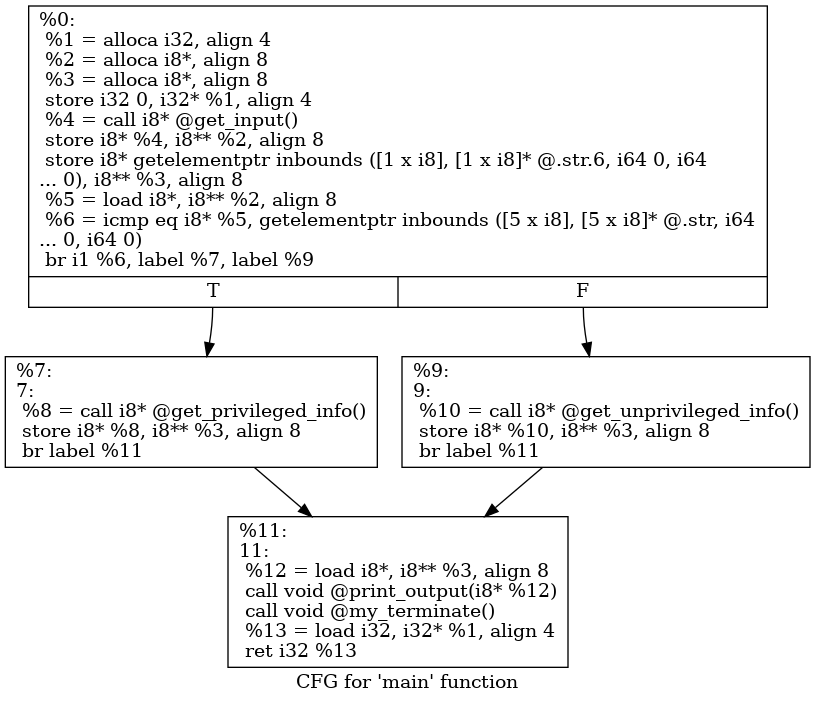 %0:
%1 = alloca i32, align 4
%2 = alloca i8*, align 8
%3 = alloca i8*, align 8
store i32 0, i32* %1, align 4
%4 = call i8* @get_input()
store i8* %4, i8** %2, align 8
store i8* getelementptr inbounds ([1 x i8], [1 x i8]* @.str.6, i64 0, i64
... 0), i8** %3, align 8
%5 = load i8*, i8** %2, align 8
%6 = icmp eq i8* %5, getelementptr inbounds ([5 x i8], [5 x i8]* @.str, i64
... 0, i64 0)
br i1 %6, label %7, label %9
T
F
%7:
7:
%8 = call i8* @get_privileged_info()
store i8* %8, i8** %3, align 8
br label %11
%9:
9:
%10 = call i8* @get_unprivileged_info()
store i8* %10, i8** %3, align 8
br label %11
%11:
11:
%12 = load i8*, i8** %3, align 8
call void @print_output(i8* %12)
call void @my_terminate()
%13 = load i32, i32* %1, align 4
ret i32 %13
CFG for 'main' function